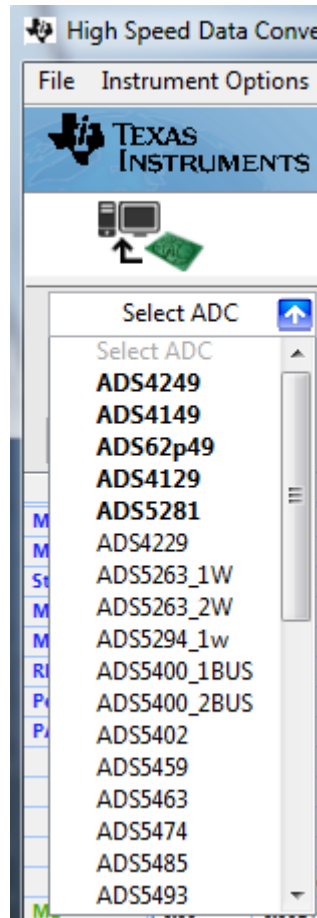 High Speed Data Conve
File Instrument Options
TEXAS
INSTRUMENTS
Select ADC
Select ADC
ADS4249
ADS4149
ADS62p49
ADS4129
ADS5281
ADS4229
ADS5263_1W
ADS5263_2W
ADS5294_1w
ADS5400_1BUS
ADS5400_2BUS
ADS5402
ADS5459
ADS5463
ADS5474
ADS5485
ADS5493